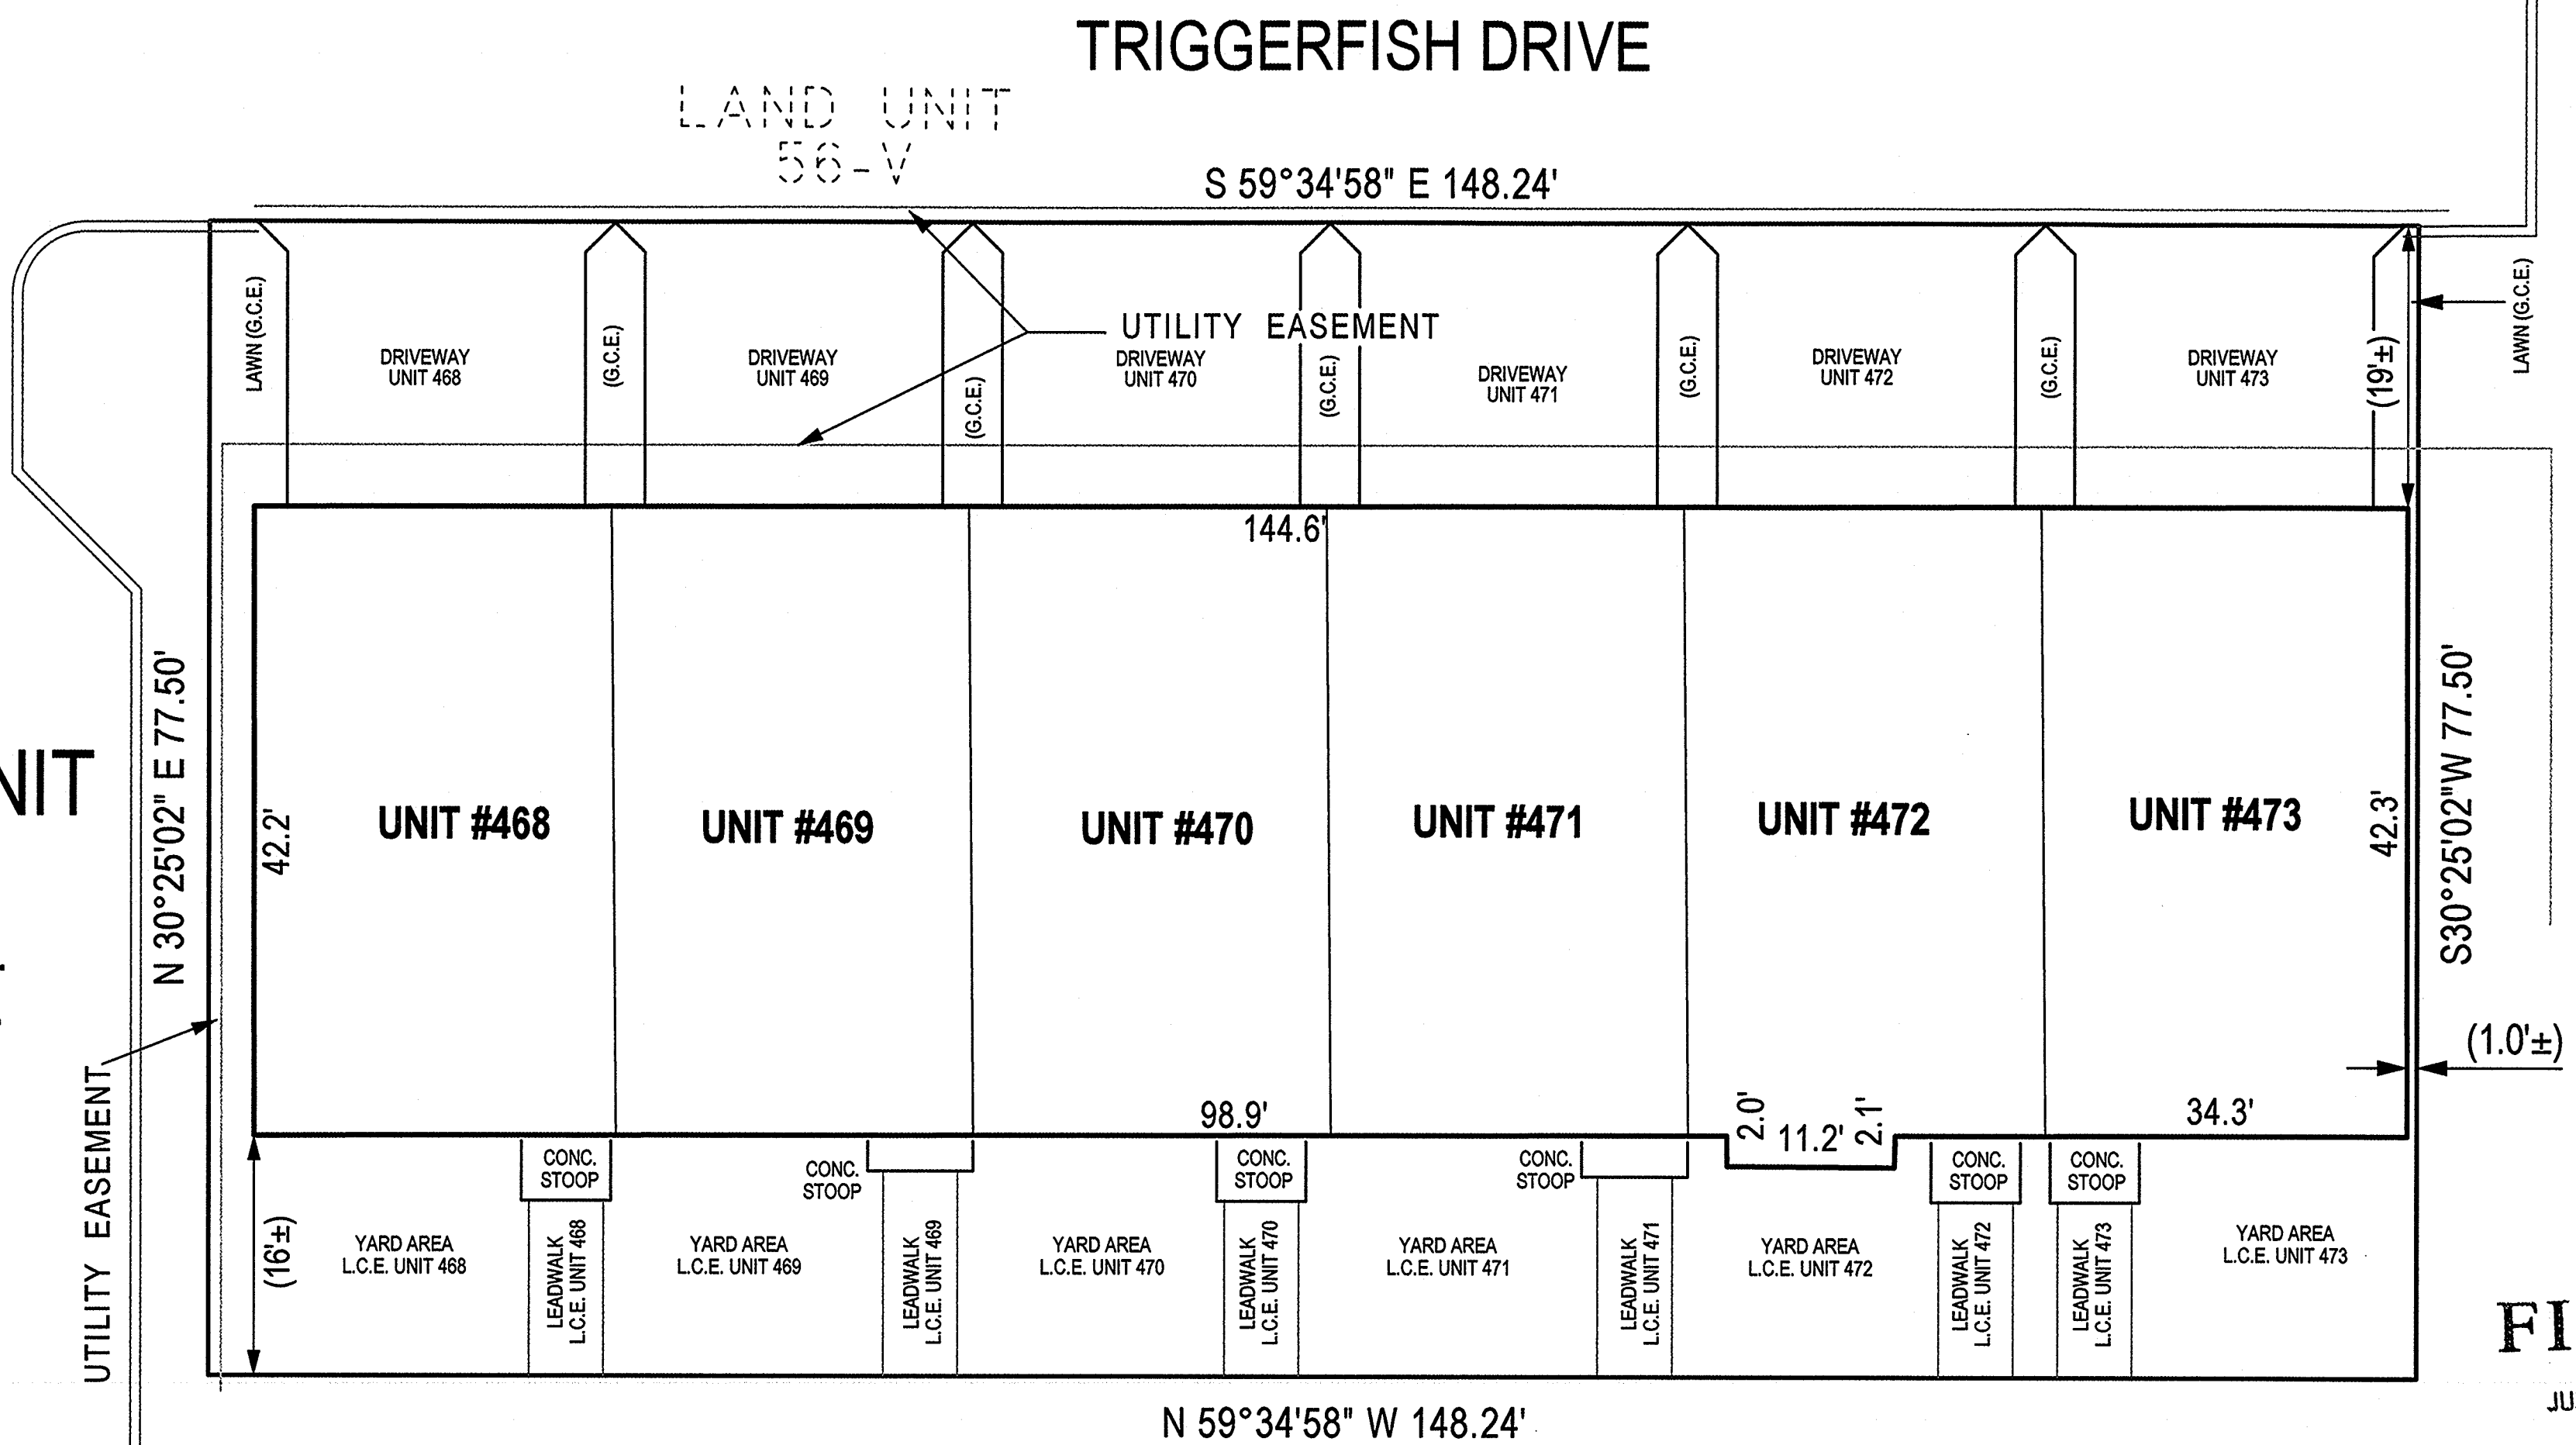 TRIGGERFISH DRIVE
LAND UNIT
56-V
S 59°34'58" E 148.24'
LAWN (G.C.E.)
DRIVEWAY
UNIT 468
(G.C.E.)
DRIVEWAY
UNIT 469
(G.C.E.)
UTILITY EASEMENT
DRIVEWAY
UNIT 470
(G.C.E.)
DRIVEWAY
UNIT 471
(G.C.E.)
DRIVEWAY
UNIT 472
(G.C.E.)
DRIVEWAY
UNIT 473
(19'±)
LAWN (G.C.E.)
144.6'
NIT
N 30°25'02" E 77.50'
42.2'
UNIT #468
UNIT #469
UNIT #470
UNIT #471
UNIT #472
UNIT #473
42.3'
S30°25'02"W 77.50'
(1.0'±)
98.9'
2.0'
11.2'
2.1'
34.3'
UTILITY EASEMENT
(16'±)
CONC.
STOOP
CONC.
STOOP
CONC.
STOOP
CONC.
STOOP
CONC.
STOOP
CONC.
STOOP
YARD AREA
L.C.E. UNIT 468
LEADWALK
L.C.E. UNIT 468
YARD AREA
L.C.E. UNIT 469
LEADWALK
L.C.E. UNIT 469
YARD AREA
L.C.E. UNIT 470
LEADWALK
L.C.E. UNIT 470
YARD AREA
L.C.E. UNIT 471
LEADWALK
L.C.E. UNIT 471
YARD AREA
L.C.E. UNIT 472
LEADWALK
L.C.E. UNIT 472
LEADWALK
L.C.E. UNIT 473
YARD AREA
L.C.E. UNIT 473
FI
JU
N 59°34'58" W 148.24'